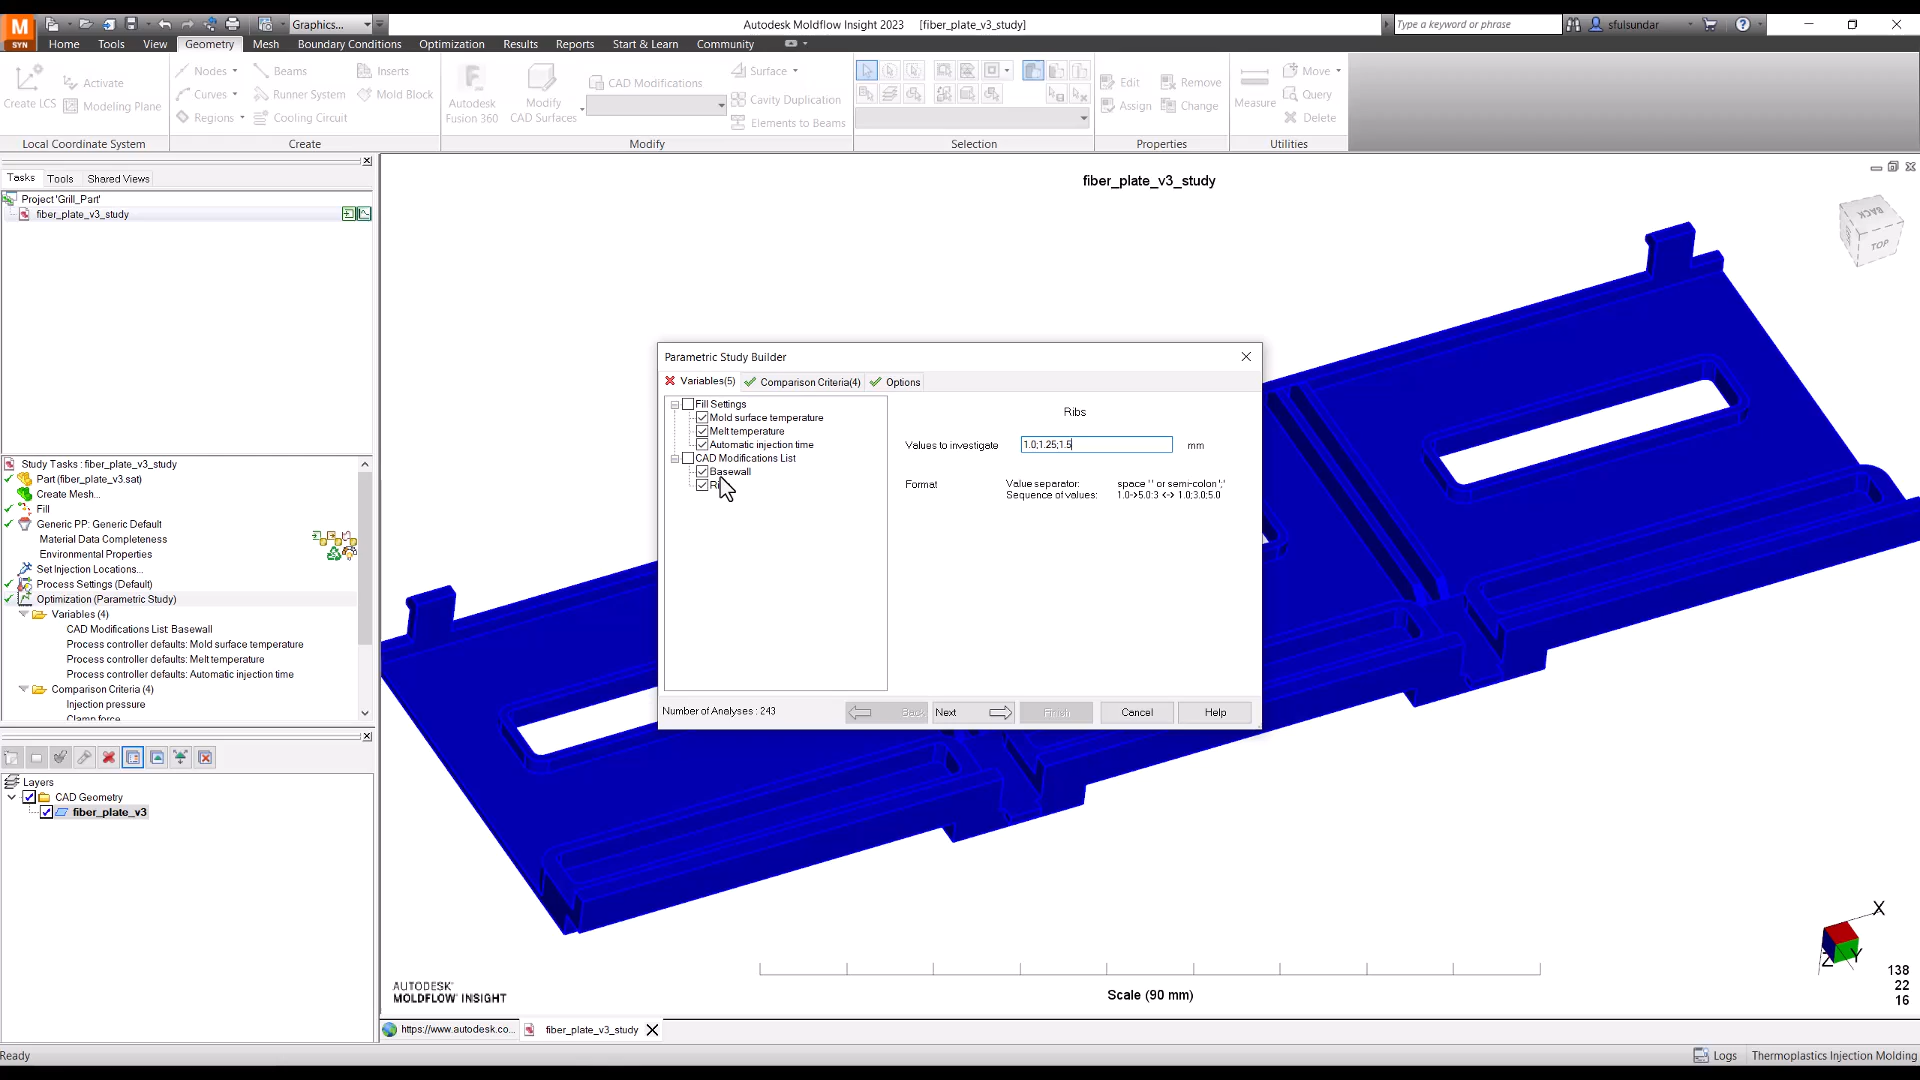 M
SYN
Graphics...
Autodesk Moldflow Insight 2023 [fiber_plate_v3_study]
Type a keyword or phrase
sfulsundar
Home Tools View Geometry Mesh Boundary Conditions Optimization Results Reports Start & Learn Community
Create LCS
Activate
Modeling Plane
Nodes
Curves
Regions
Beams
Runner System
Cooling Circuit
Inserts
Mold Block
Autodesk
Fusion 360
Modify
CAD Surfaces
CAD Modifications
Surface
Cavity Duplication
Elements to Beams
Edit
Assign
Remove
Change
Measure
Move
Query
Delete
Local Coordinate System
Create
Modify
Selection
Properties
Utilities
Tasks Tools Shared Views
Project 'Grill_Part'
fiber_plate_v3_study
Study Tasks : fiber_plate_v3_study
Part (fiber_plate_v3.sat)
Create Mesh...
Fill
Generic PP: Generic Default
Material Data Completeness
Environmental Properties
Set Injection Locations...
Process Settings (Default)
Optimization (Parametric Study)
Variables (4)
CAD Modifications List: Basewall
Process controller defaults: Mold surface temperature
Process controller defaults: Melt temperature
Process controller defaults: Automatic injection time
Comparison Criteria (4)
Injection pressure
Clamp force
Layers
CAD Geometry
fiber_plate_v3
fiber_plate_v3_study
BACK
TOP
Parametric Study Builder
Variables(5)
Comparison Criteria(4)
Options
Fill Settings
Mold surface temperature
Melt temperature
Automatic injection time
CAD Modifications List
Basewall
Ribs
Values to investigate
1.0;1.25;1.5
mm
Format
Value separator: space ' ' or semi-colon ';'
Sequence of values: 1.0->5.0:3 <-> 1.0;3.0;5.0
Number of Analyses : 243
Back
Next
Finish
Cancel
Help
X
Y
Z
138
22
16
AUTODESK
MOLDFLOW INSIGHT
Scale (90 mm)
https://www.autodesk.co...
fiber_plate_v3_study
Ready
Logs
Thermoplastics Injection Molding